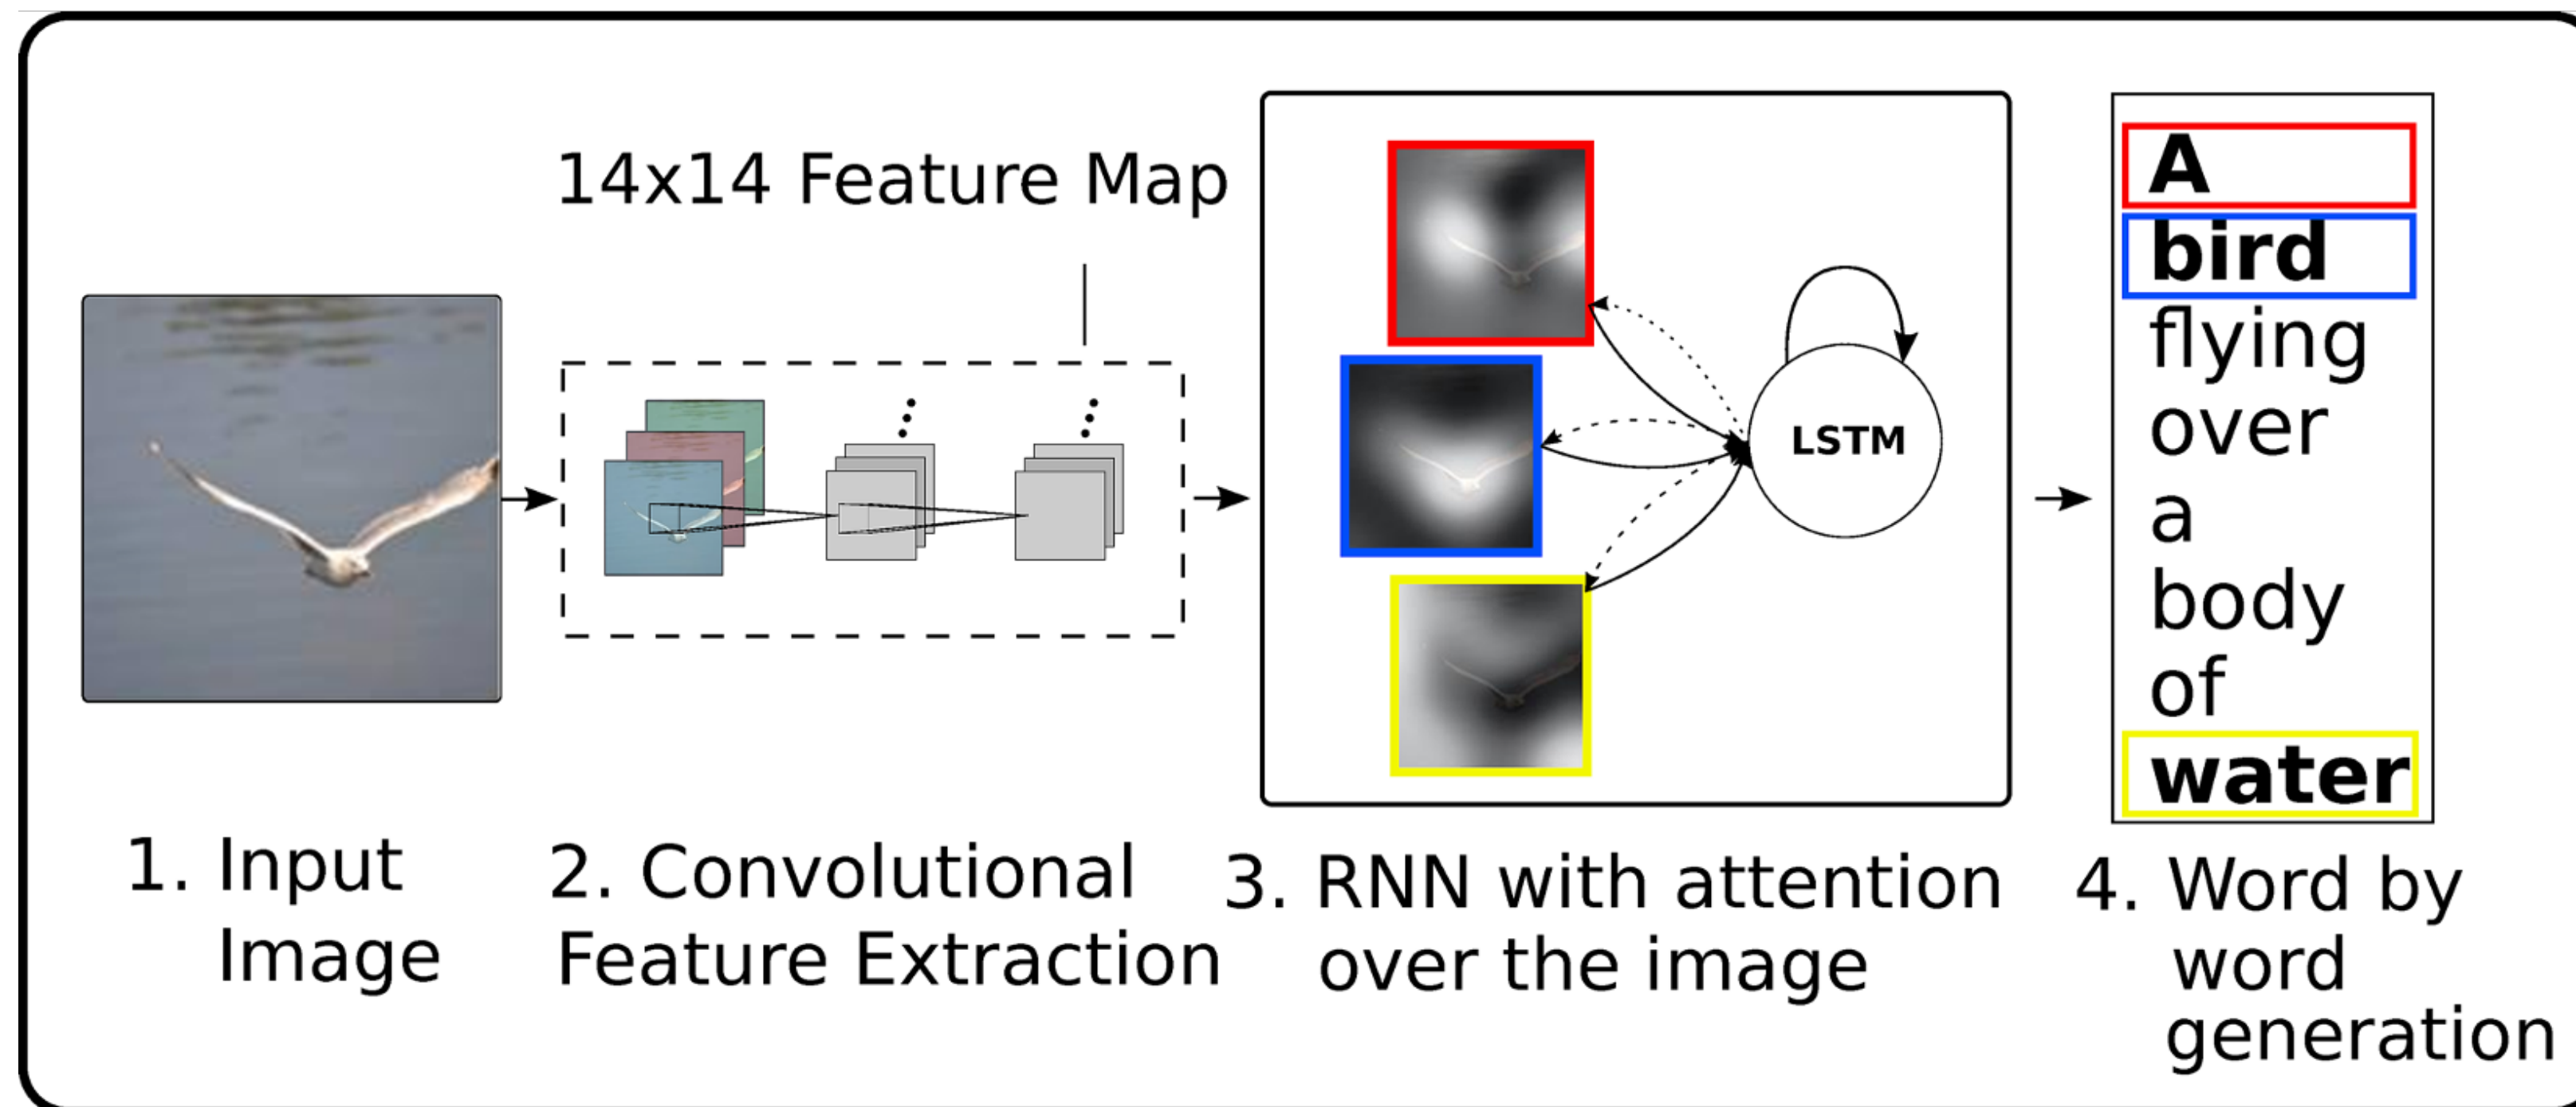 14x14 Feature Map
LSTM
A
bird
flying
over
a
body
of
water
1. Input
Image
2. Convolutional
Feature Extraction
3. RNN with attention
over the image
4. Word by
word
generation